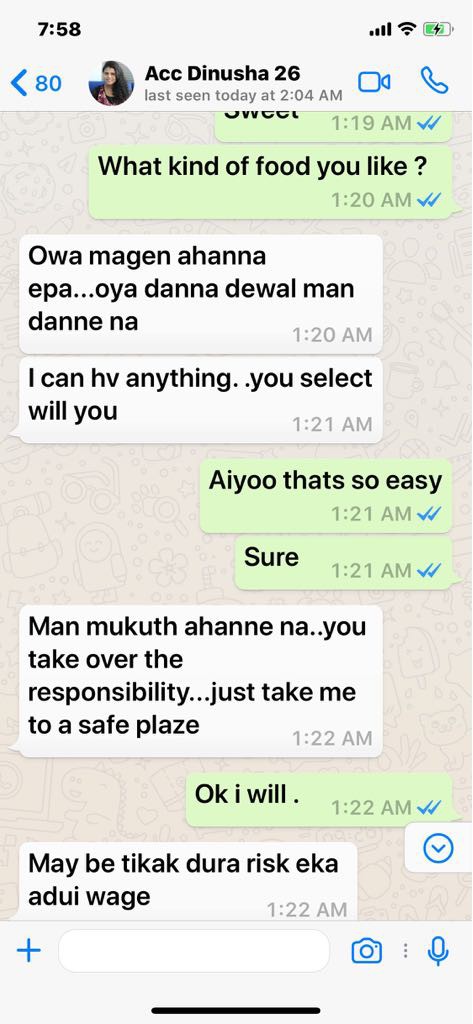 7:58
80
Acc Dinusha 26
last seen today at 2:04 AM
Sweet
1:19 AM
What kind of food you like ?
1:20 AM
Owa magen ahanna
epa...oya danna dewal man
danne na
1:20 AM
I can hv anything. .you select
will you
1:21 AM
Aiyoo thats so easy
1:21 AM
Sure
1:21 AM
Man mukuth ahanne na..you
take over the
responsibility...just take me
to a safe plaze
1:22 AM
Ok i will .
1:22 AM
May be tikak dura risk eka
adui wage
1:22 AM